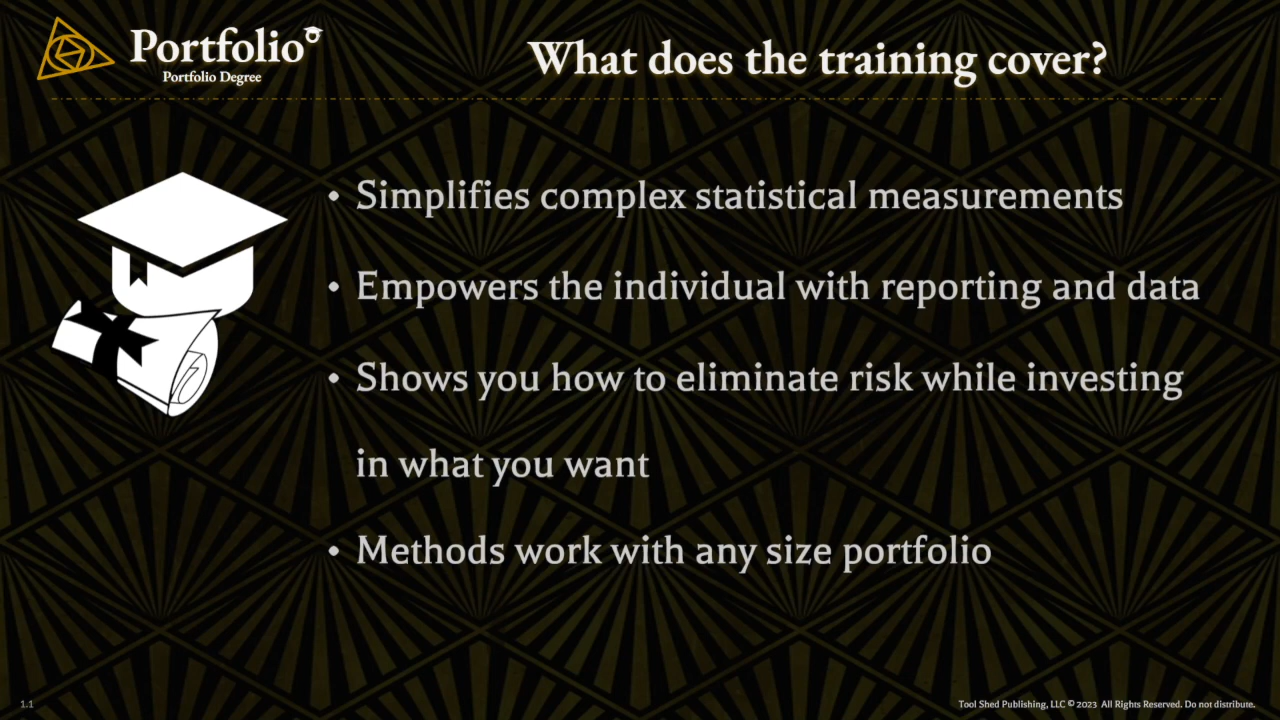 Portfolio
Portfolio Degree
What does the training cover?
• Simplifies complex statistical measurements
• Empowers the individual with reporting and data
• Shows you how to eliminate risk while investing
in what you want
• Methods work with any size portfolio
1.1
Tool Shed Publishing, LLC © 2023 All Rights Reserved. Do not distribute.